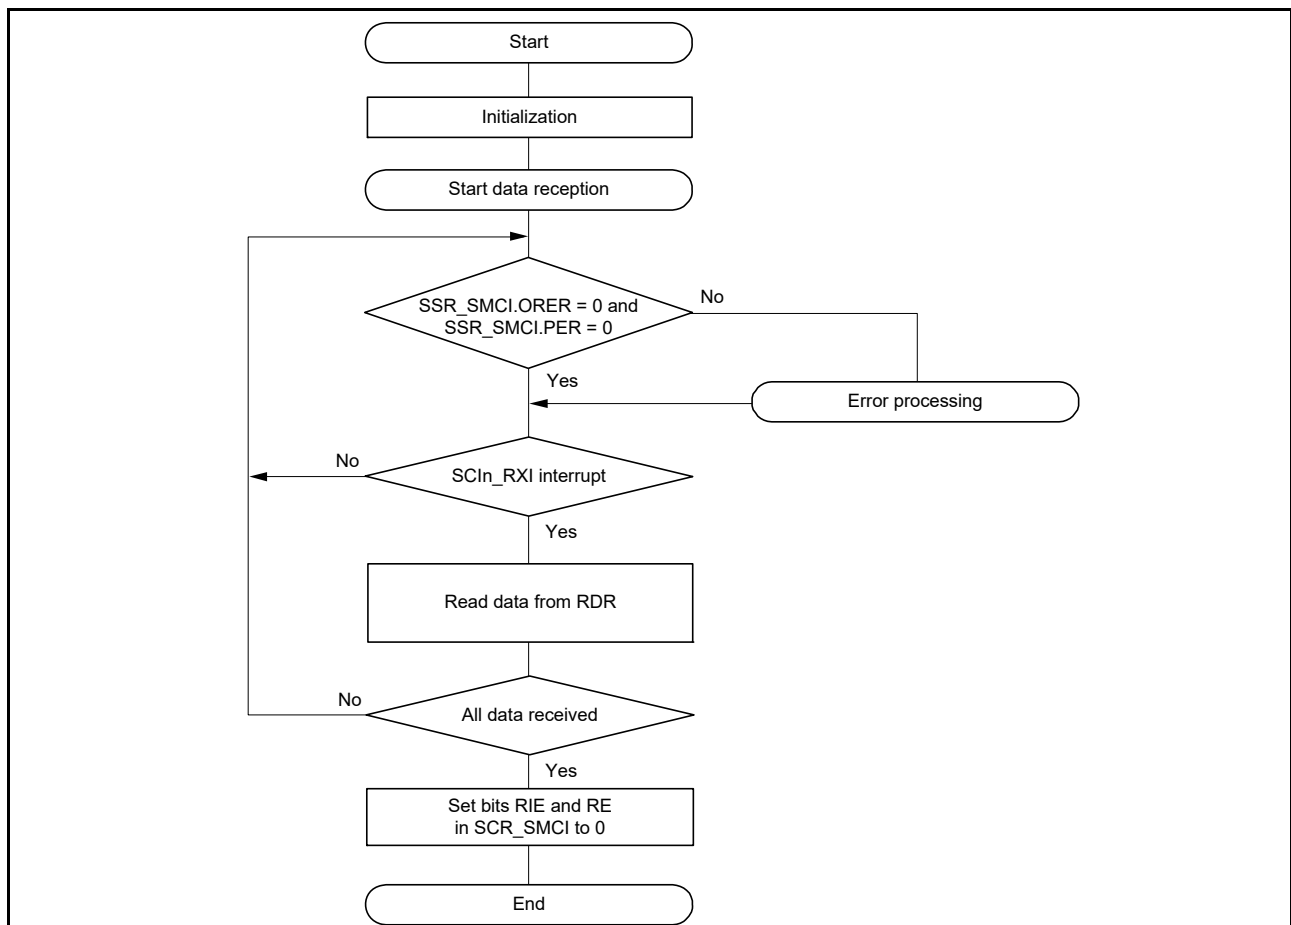 Start
Initialization
Start data reception
SSR_SMCI.ORER = 0 and
SSR_SMCI.PER = 0
No
Yes
Error processing
No
SCIn_RXI interrupt
Yes
Read data from RDR
No
All data received
Yes
Set bits RIE and RE
in SCR_SMCI to 0
End